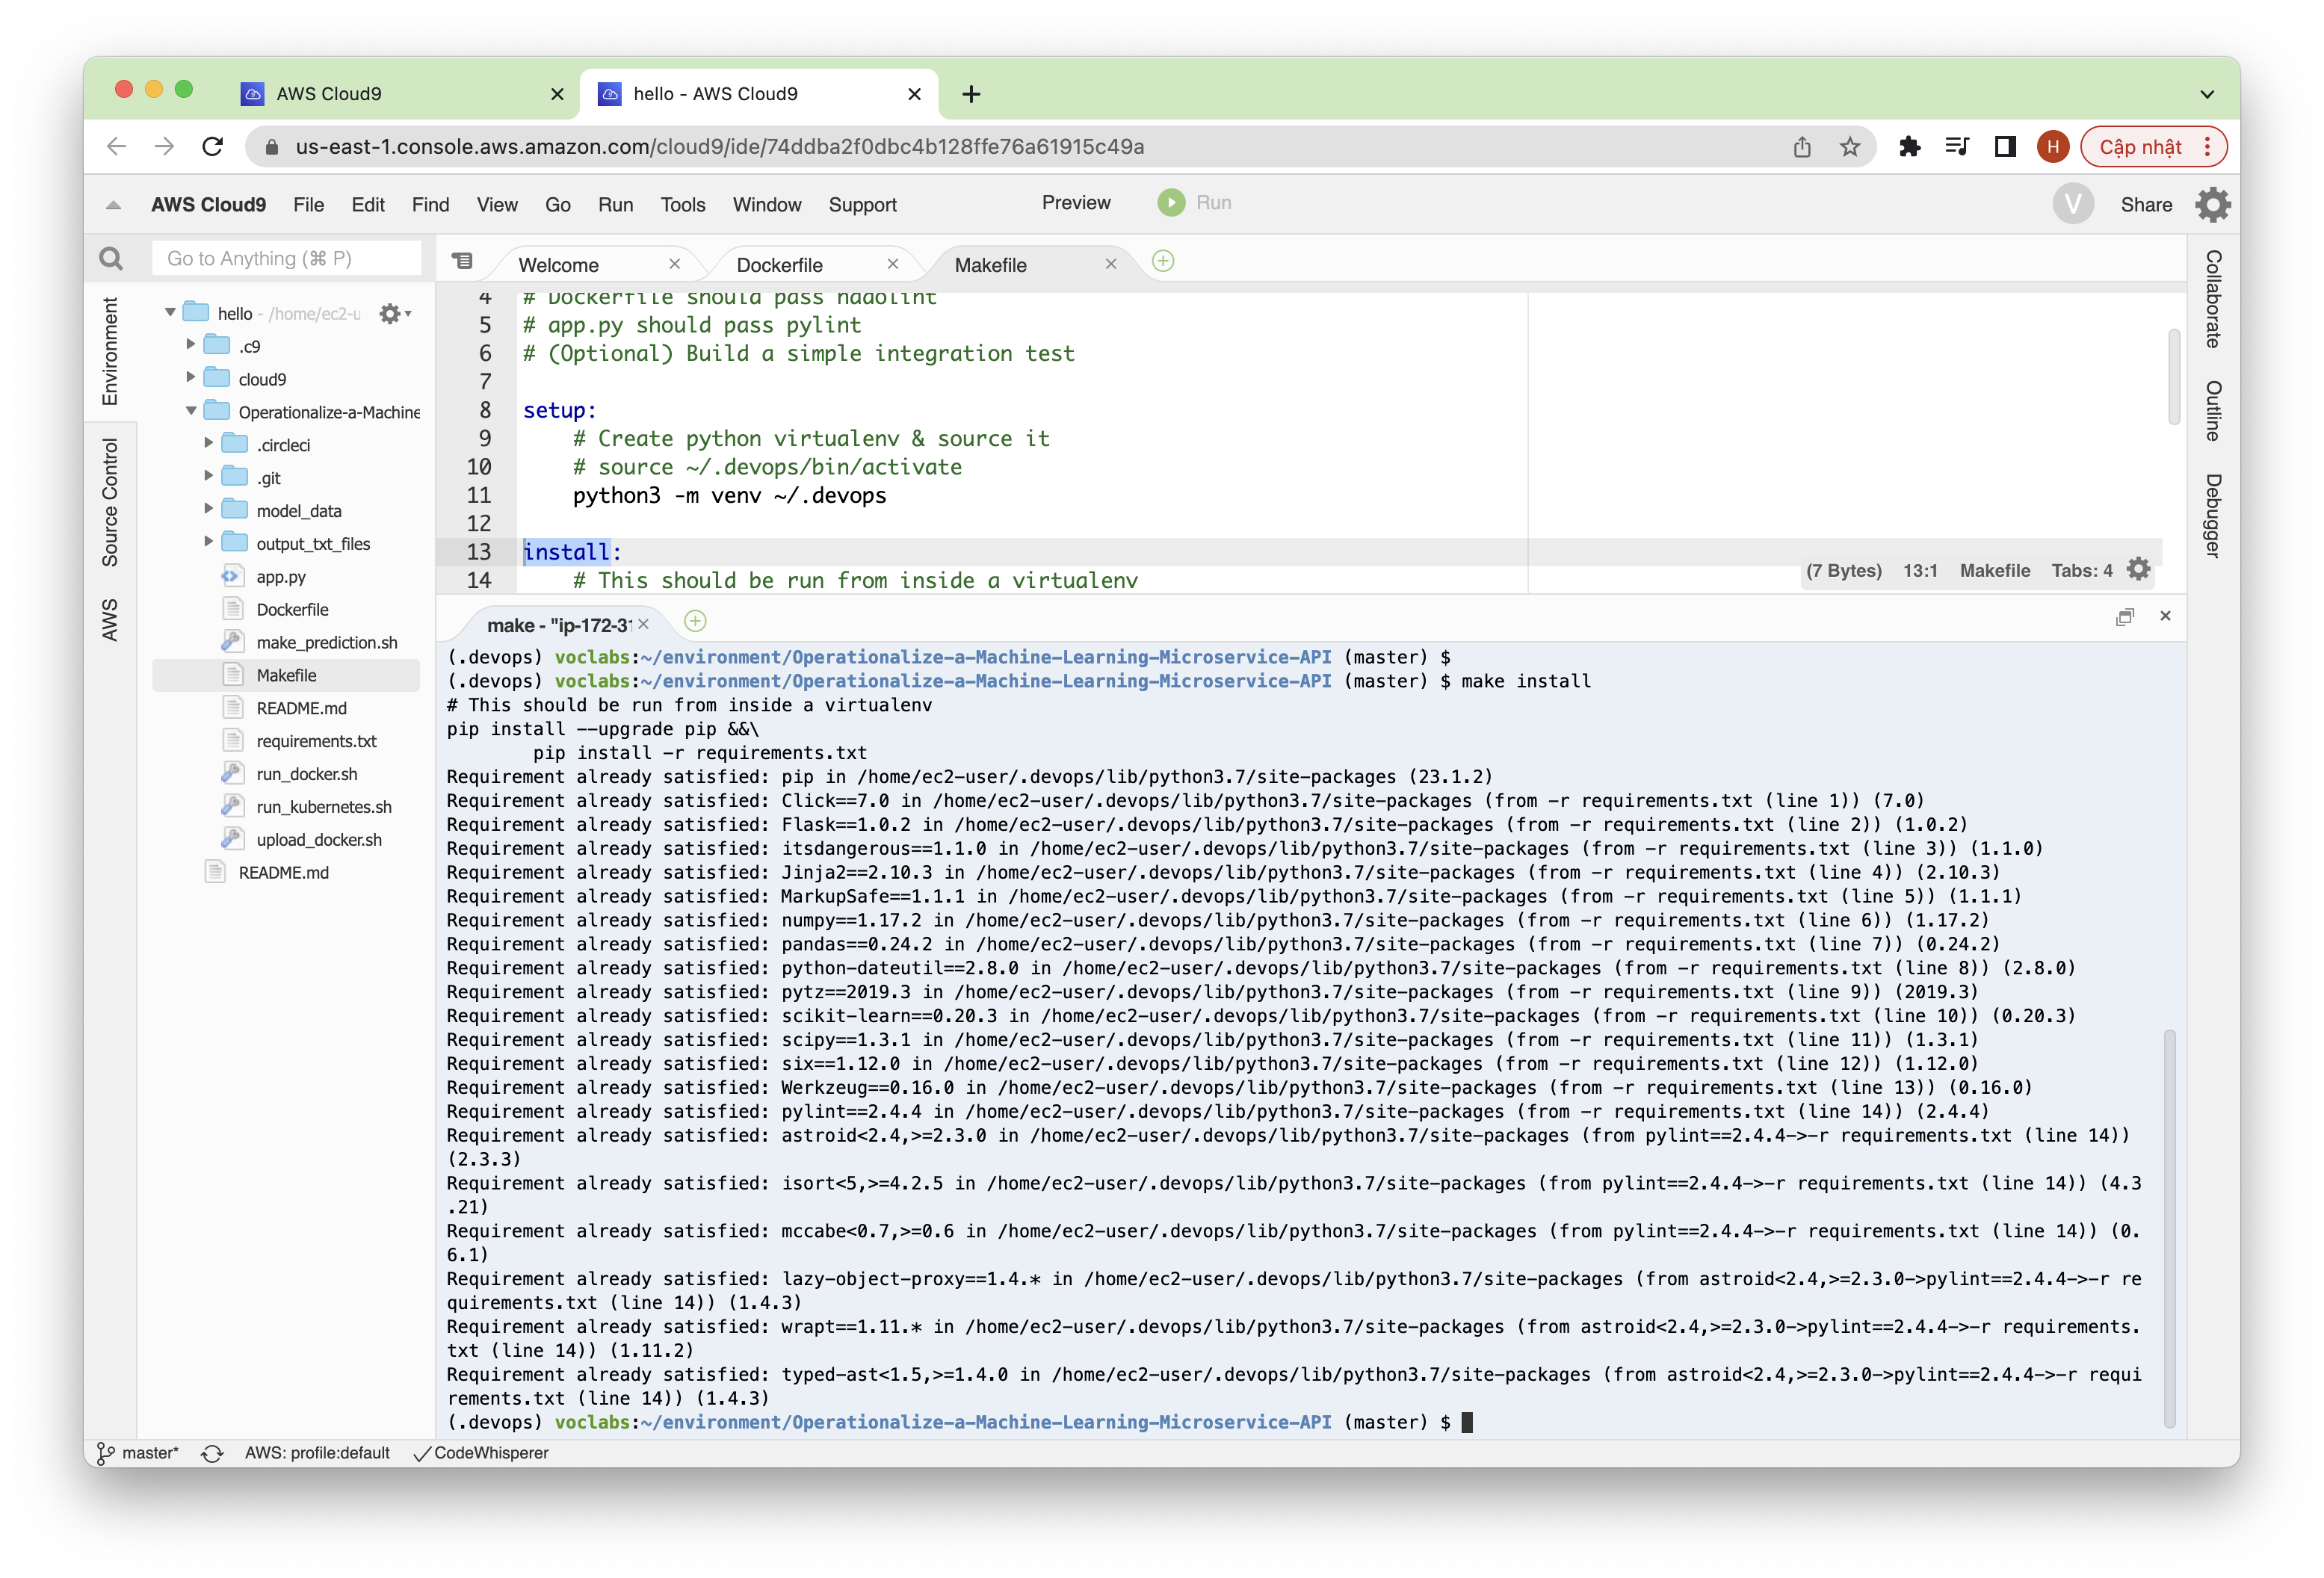 AWS Cloud9
hello - AWS Cloud9
us-east-1.console.aws.amazon.com/cloud9/ide/74ddba2f0dbc4b128ffe76a61915c49a
H
Cập nhật
AWS Cloud9 File Edit Find View Go Run Tools Window Support Preview Run V Share
Go to Anything (⌘ P)
Welcome Dockerfile Makefile
Environment
Source Control
AWS
hello - /home/ec2-u
.c9
cloud9
Operationalize-a-Machine
.circleci
.git
model_data
output_txt_files
app.py
Dockerfile
make_prediction.sh
Makefile
README.md
requirements.txt
run_docker.sh
run_kubernetes.sh
upload_docker.sh
README.md
4 # Dockerfile should pass hadolint
5 # app.py should pass pylint
6 # (Optional) Build a simple integration test
7
8 setup:
9 # Create python virtualenv & source it
10 # source ~/.devops/bin/activate
11 python3 -m venv ~/.devops
12
13 install:
14 # This should be run from inside a virtualenv
(7 Bytes) 13:1 Makefile Tabs: 4
Collaborate
Outline
Debugger
make - "ip-172-31
(.devops) voclabs:~/environment/Operationalize-a-Machine-Learning-Microservice-API (master) $
(.devops) voclabs:~/environment/Operationalize-a-Machine-Learning-Microservice-API (master) $ make install
# This should be run from inside a virtualenv
pip install --upgrade pip &&\
pip install -r requirements.txt
Requirement already satisfied: pip in /home/ec2-user/.devops/lib/python3.7/site-packages (23.1.2)
Requirement already satisfied: Click==7.0 in /home/ec2-user/.devops/lib/python3.7/site-packages (from -r requirements.txt (line 1)) (7.0)
Requirement already satisfied: Flask==1.0.2 in /home/ec2-user/.devops/lib/python3.7/site-packages (from -r requirements.txt (line 2)) (1.0.2)
Requirement already satisfied: itsdangerous==1.1.0 in /home/ec2-user/.devops/lib/python3.7/site-packages (from -r requirements.txt (line 3)) (1.1.0)
Requirement already satisfied: Jinja2==2.10.3 in /home/ec2-user/.devops/lib/python3.7/site-packages (from -r requirements.txt (line 4)) (2.10.3)
Requirement already satisfied: MarkupSafe==1.1.1 in /home/ec2-user/.devops/lib/python3.7/site-packages (from -r requirements.txt (line 5)) (1.1.1)
Requirement already satisfied: numpy==1.17.2 in /home/ec2-user/.devops/lib/python3.7/site-packages (from -r requirements.txt (line 6)) (1.17.2)
Requirement already satisfied: pandas==0.24.2 in /home/ec2-user/.devops/lib/python3.7/site-packages (from -r requirements.txt (line 7)) (0.24.2)
Requirement already satisfied: python-dateutil==2.8.0 in /home/ec2-user/.devops/lib/python3.7/site-packages (from -r requirements.txt (line 8)) (2.8.0)
Requirement already satisfied: pytz==2019.3 in /home/ec2-user/.devops/lib/python3.7/site-packages (from -r requirements.txt (line 9)) (2019.3)
Requirement already satisfied: scikit-learn==0.20.3 in /home/ec2-user/.devops/lib/python3.7/site-packages (from -r requirements.txt (line 10)) (0.20.3)
Requirement already satisfied: scipy==1.3.1 in /home/ec2-user/.devops/lib/python3.7/site-packages (from -r requirements.txt (line 11)) (1.3.1)
Requirement already satisfied: six==1.12.0 in /home/ec2-user/.devops/lib/python3.7/site-packages (from -r requirements.txt (line 12)) (1.12.0)
Requirement already satisfied: Werkzeug==0.16.0 in /home/ec2-user/.devops/lib/python3.7/site-packages (from -r requirements.txt (line 13)) (0.16.0)
Requirement already satisfied: pylint==2.4.4 in /home/ec2-user/.devops/lib/python3.7/site-packages (from -r requirements.txt (line 14)) (2.4.4)
Requirement already satisfied: astroid<2.4,>=2.3.0 in /home/ec2-user/.devops/lib/python3.7/site-packages (from pylint==2.4.4->-r requirements.txt (line 14))
(2.3.3)
Requirement already satisfied: isort<5,>=4.2.5 in /home/ec2-user/.devops/lib/python3.7/site-packages (from pylint==2.4.4->-r requirements.txt (line 14)) (4.3
.21)
Requirement already satisfied: mccabe<0.7,>=0.6 in /home/ec2-user/.devops/lib/python3.7/site-packages (from pylint==2.4.4->-r requirements.txt (line 14)) (0.
6.1)
Requirement already satisfied: lazy-object-proxy==1.4.* in /home/ec2-user/.devops/lib/python3.7/site-packages (from astroid<2.4,>=2.3.0->pylint==2.4.4->-r re
quirements.txt (line 14)) (1.4.3)
Requirement already satisfied: wrapt==1.11.* in /home/ec2-user/.devops/lib/python3.7/site-packages (from astroid<2.4,>=2.3.0->pylint==2.4.4->-r requirements.
txt (line 14)) (1.11.2)
Requirement already satisfied: typed-ast<1.5,>=1.4.0 in /home/ec2-user/.devops/lib/python3.7/site-packages (from astroid<2.4,>=2.3.0->pylint==2.4.4->-r requi
rements.txt (line 14)) (1.4.3)
(.devops) voclabs:~/environment/Operationalize-a-Machine-Learning-Microservice-API (master) $
master* AWS: profile:default CodeWhisperer